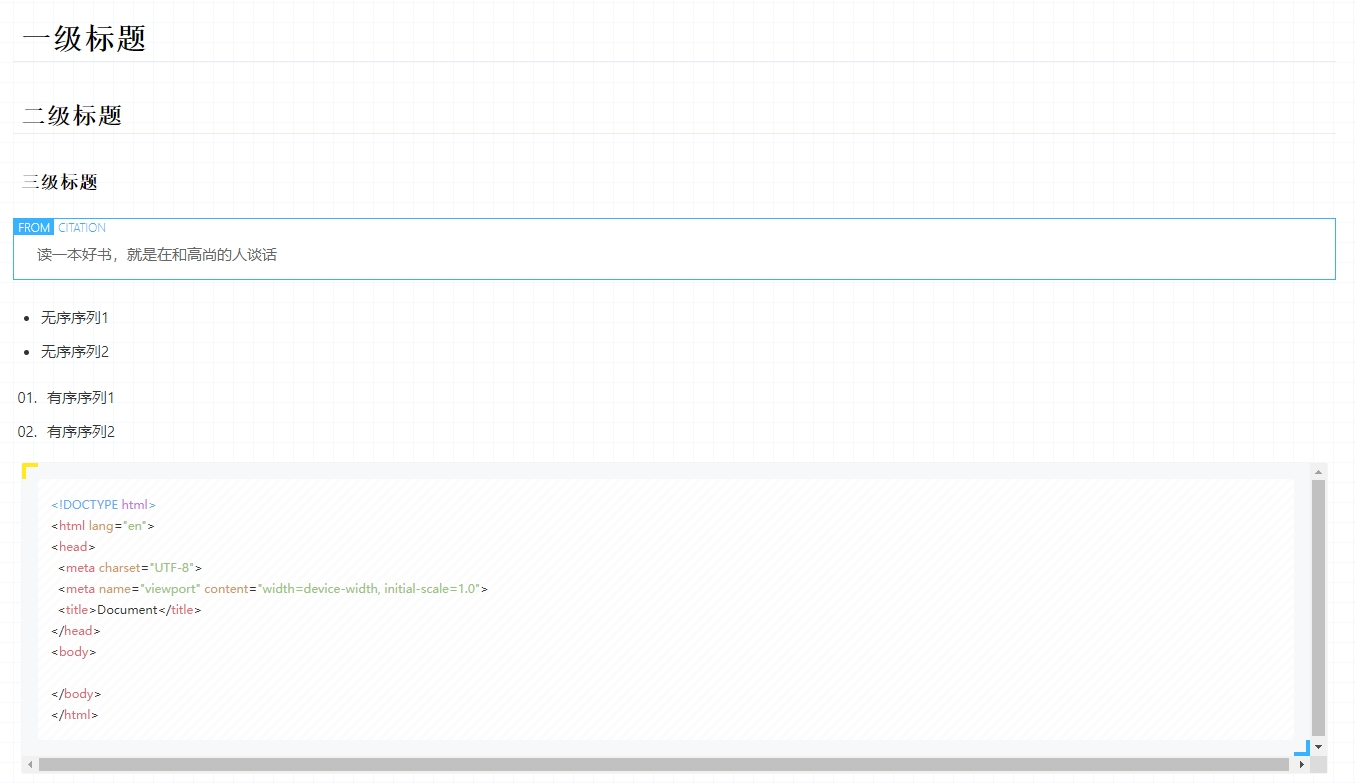 一级标题
二级标题
三级标题
FROM CITATION
读一本好书，就是在和高尚的人谈话
• 无序序列1
• 无序序列2
01. 有序序列1
02. 有序序列2
<!DOCTYPE html>
<html lang="en">
<head>
  <meta charset="UTF-8">
  <meta name="viewport" content="width=device-width, initial-scale=1.0">
  <title>Document</title>
</head>
<body>

</body>
</html>